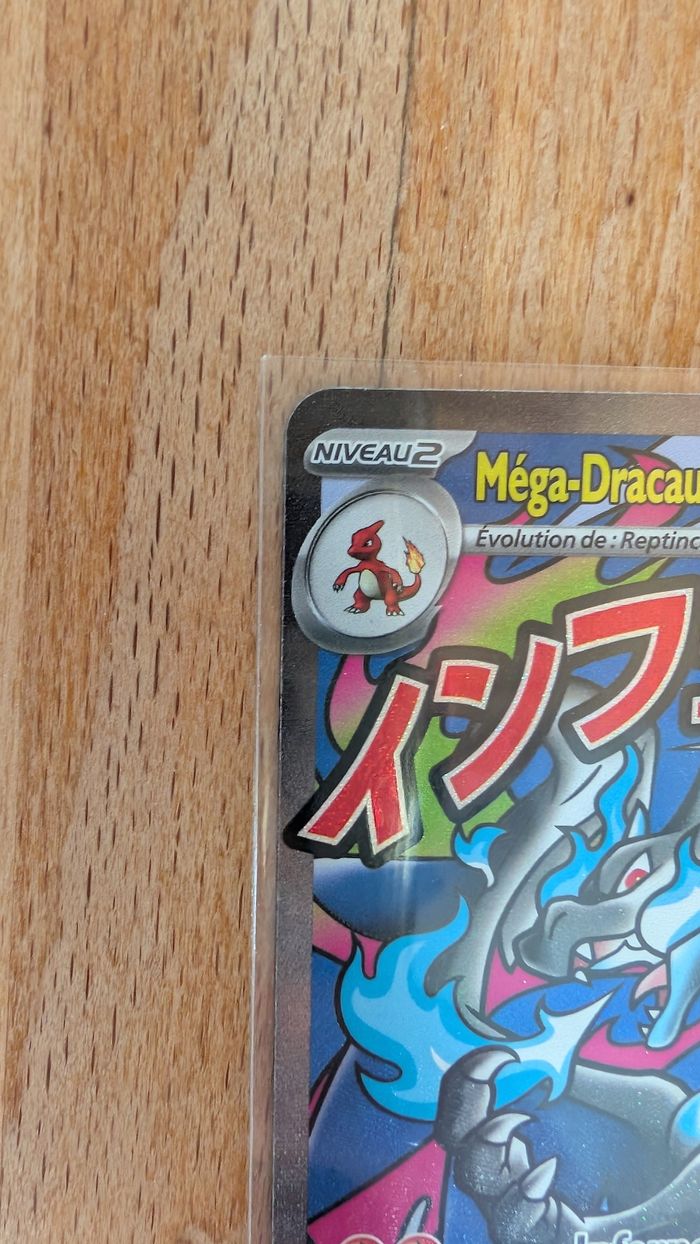 NIVEAU2
Méga-Dracau
Évolution de : Reptinc
インフ